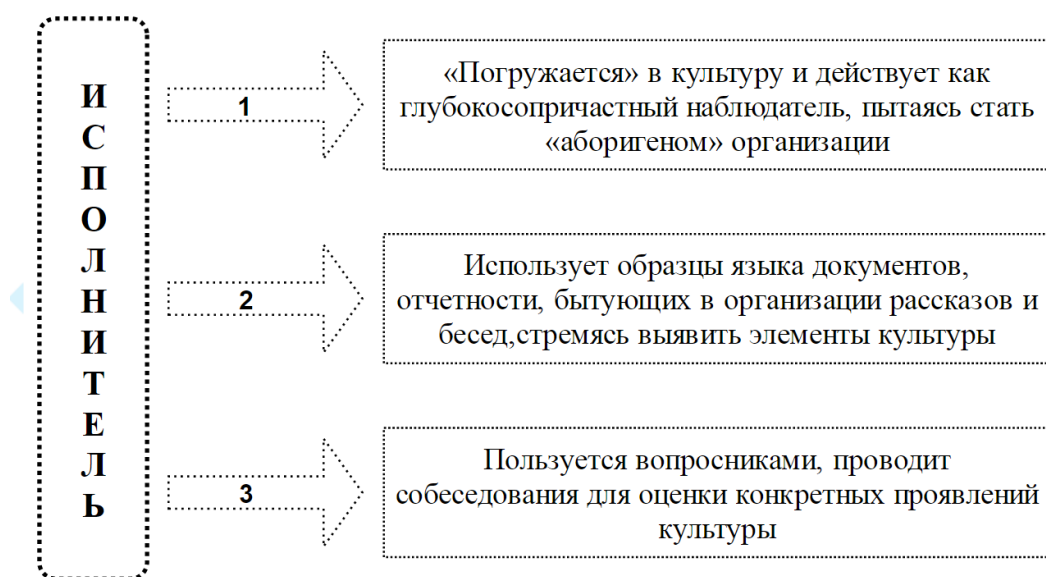 ИСПОЛНИТЕЛЬ
1
«Погружается» в культуру и действует как
глубокосопричастный наблюдатель, пытаясь стать
«аборигеном» организации
2
Использует образцы языка документов,
отчетности, бытующих в организации рассказов и
бесед,стремясь выявить элементы культуры
3
Пользуется вопросниками, проводит
собеседования для оценки конкретных проявлений
культуры